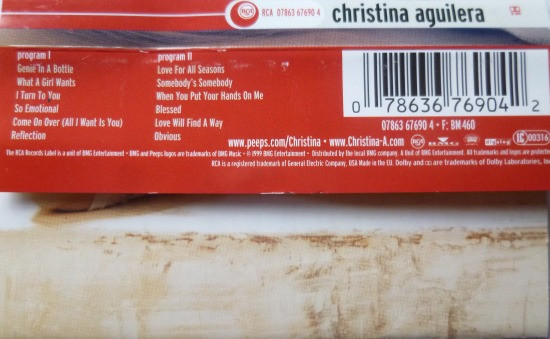 RCA RCA 07863 67690 4 christina aguilera
program I
Genie In A Bottle
What A Girl Wants
I Turn To You
So Emotional
Come On Over (All I Want Is You)
Reflection
program II
Love For All Seasons
Somebody's Somebody
When You Put Your Hands On Me
Blessed
Love Will Find A Way
Obvious
0 78636 76904 2
07863 67690 4 • F: BM 460
www.peeps.com/Christina • www.Christina-A.com
The RCA Records Label is a unit of BMG Entertainment • BMG and Peeps logos are trademarks of BMG Music • © 1999 BMG Entertainment • Distributed by the local BMG company. A Unit of BMG Entertainment. All trademarks and logos are protected
RCA is a registered trademark of General Electric Company, USA Made in the EU. Dolby and are trademarks of Dolby Laboratories, Inc